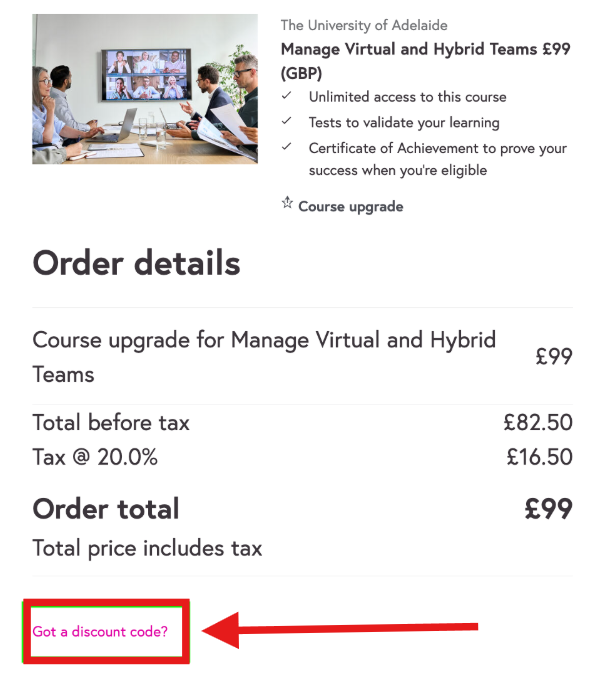 The University of Adelaide
Manage Virtual and Hybrid Teams £99
(GBP)
Unlimited access to this course
Tests to validate your learning
Certificate of Achievement to prove your
success when you're eligible
Course upgrade
Order details
Course upgrade for Manage Virtual and Hybrid
Teams
£99
Total before tax £82.50
Tax @ 20.0% £16.50
Order total £99
Total price includes tax
Got a discount code?